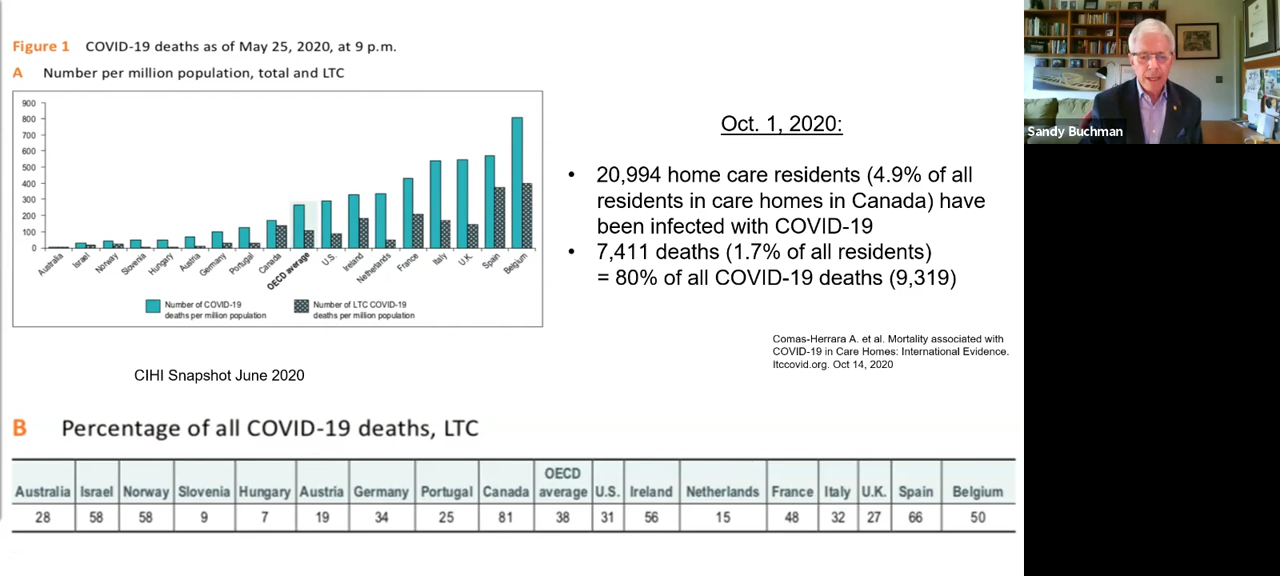 Figure 1 COVID-19 deaths as of May 25, 2020, at 9 p.m.
A Number per million population, total and LTC
900
800
700
600
500
400
300
200
100
0
Australia
Israel
Norway
Slovenia
Hungary
Austria
Germany
Portugal
Canada
OECD average
U.S.
Ireland
Netherlands
France
Italy
U.K.
Spain
Belgium
Number of COVID-19
deaths per million population
Number of LTC COVID-19
deaths per million population
CIHI Snapshot June 2020
Oct. 1, 2020:
• 20,994 home care residents (4.9% of all
residents in care homes in Canada) have
been infected with COVID-19
• 7,411 deaths (1.7% of all residents)
= 80% of all COVID-19 deaths (9,319)
Comas-Herrara A. et al. Mortality associated with
COVID-19 in Care Homes: International Evidence.
ltccovid.org. Oct 14, 2020
Sandy Buchman
B Percentage of all COVID-19 deaths, LTC
Australia Israel Norway Slovenia Hungary Austria Germany Portugal Canada OECD average U.S. Ireland Netherlands France Italy U.K. Spain Belgium
28 58 58 9 7 19 34 25 81 38 31 56 15 48 32 27 66 50